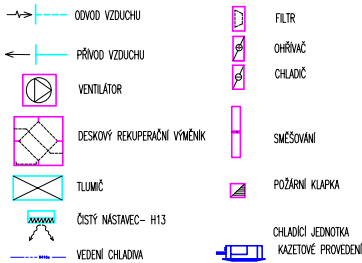 ODVOD VZDUCHU
PŘÍVOD VZDUCHU
VENTILÁTOR
DESKOVÝ REKUPERAČNÍ VÝMĚNÍK
TLUMIČ
ČISTÝ NÁSTAVEC- H13
VEDENÍ CHLADIVA
FILTR
OHŘÍVAČ
CHLADIČ
SMĚŠOVÁNÍ
POŽÁRNÍ KLAPKA
CHLADÍCÍ JEDNOTKA
KAZETOVÉ PROVEDENÍ